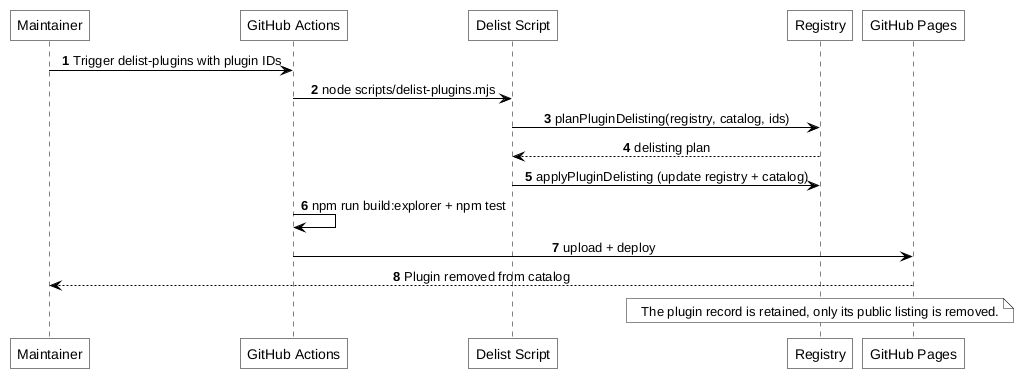 Maintainer
GitHub Actions
Delist Script
Registry
GitHub Pages
1 Trigger delist-plugins with plugin IDs
2 node scripts/delist-plugins.mjs
3 planPluginDelisting(registry, catalog, ids)
4 delisting plan
5 applyPluginDelisting (update registry + catalog)
6 npm run build:explorer + npm test
7 upload + deploy
8 Plugin removed from catalog
The plugin record is retained, only its public listing is removed.
Maintainer
GitHub Actions
Delist Script
Registry
GitHub Pages